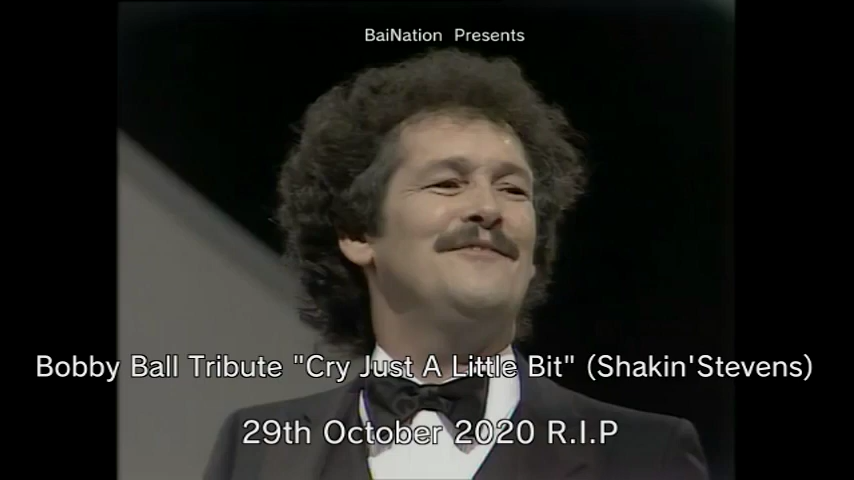 BaiNation Presents
Bobby Ball Tribute "Cry Just A Little Bit" (Shakin'Stevens)
29th October 2020 R.I.P